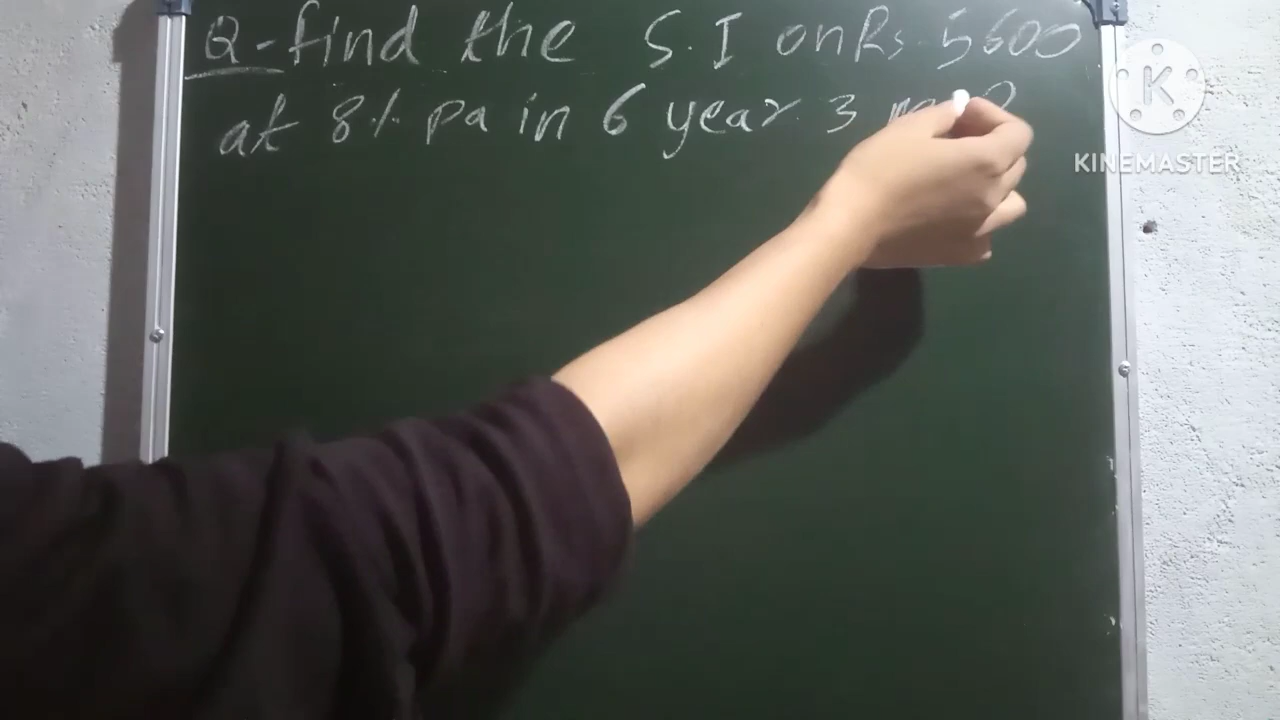 Q-find the S.I on Rs 5600
at 8% pa in 6 year 3
K
KINEMASTER